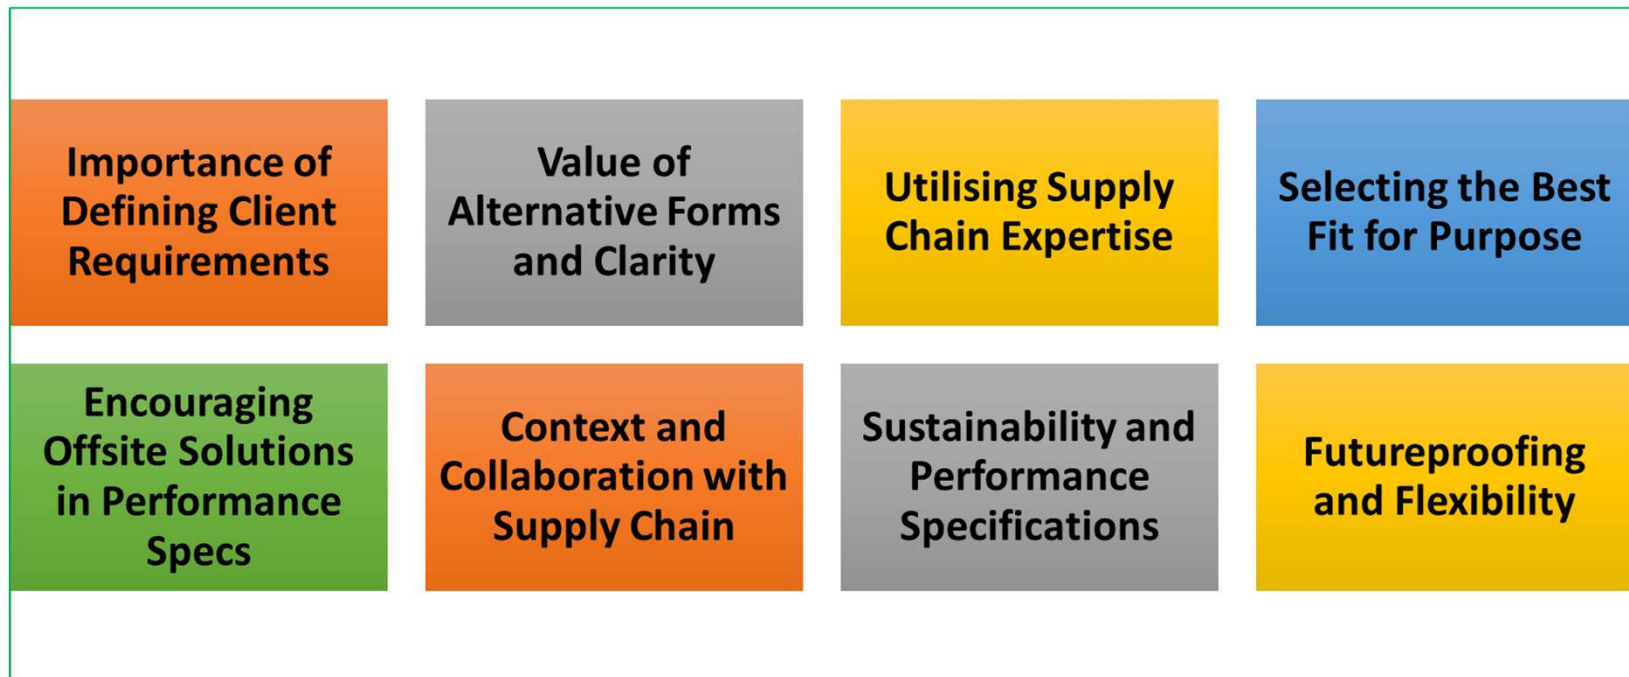 Importance of
Defining Client
Requirements
Value of
Alternative Forms
and Clarity
Utilising Supply
Chain Expertise
Selecting the Best
Fit for Purpose
Encouraging
Offsite Solutions
in Performance
Specs
Context and
Collaboration with
Supply Chain
Sustainability and
Performance
Specifications
Futureproofing
and Flexibility